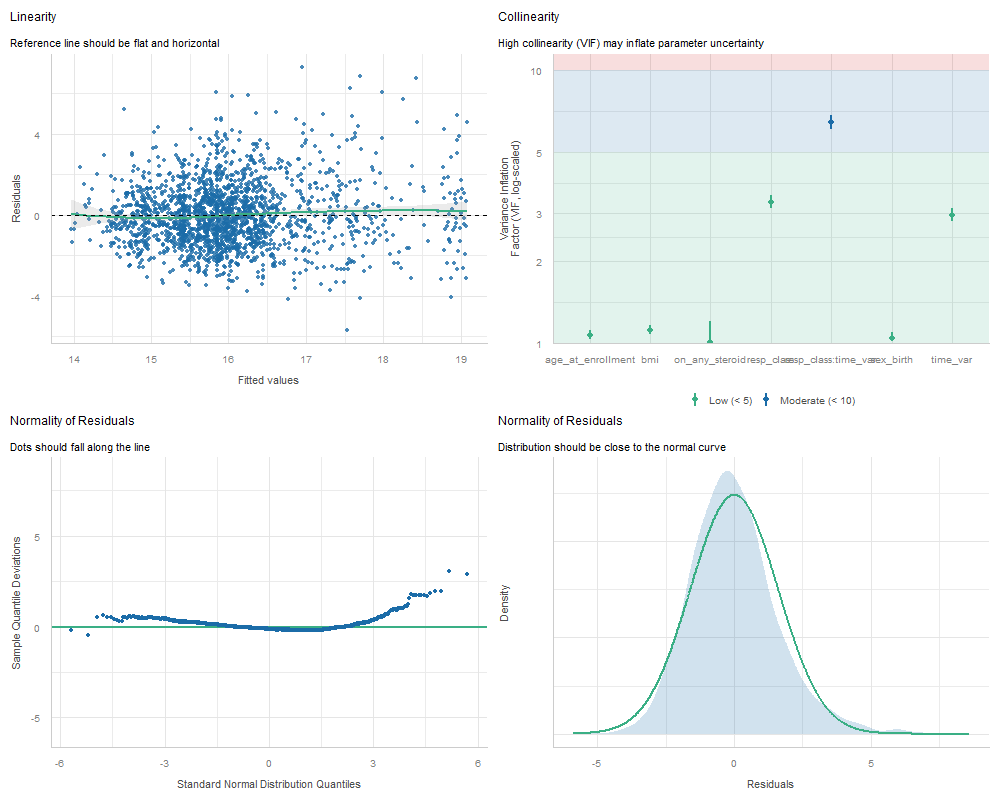 Linearity
Reference line should be flat and horizontal
Residuals
4
0
-4
14
15
16
17
18
19
Fitted values
Collinearity
High collinearity (VIF) may inflate parameter uncertainty
Variance Inflation
Factor (VIF, log-scaled)
10
5
3
2
1
age_at_enrollment
bmi
on_any_steroid
resp_class
resp_class:time_var
sex_birth
time_var
Low (< 5)
Moderate (< 10)
Normality of Residuals
Dots should fall along the line
Sample Quantile Deviations
5
0
-5
-6
-3
0
3
6
Standard Normal Distribution Quantiles
Normality of Residuals
Distribution should be close to the normal curve
Density
-5
0
5
Residuals